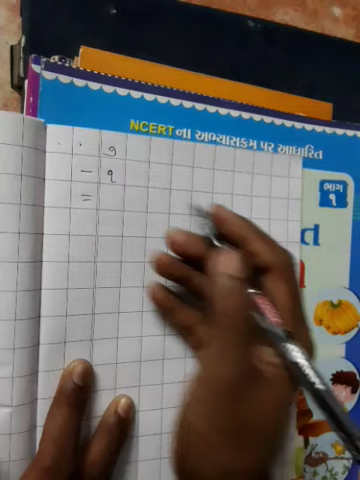 NCERTના અભ્યાસક્રમ પર આધારિત
ભાગ
૧
૭
- ૧
=